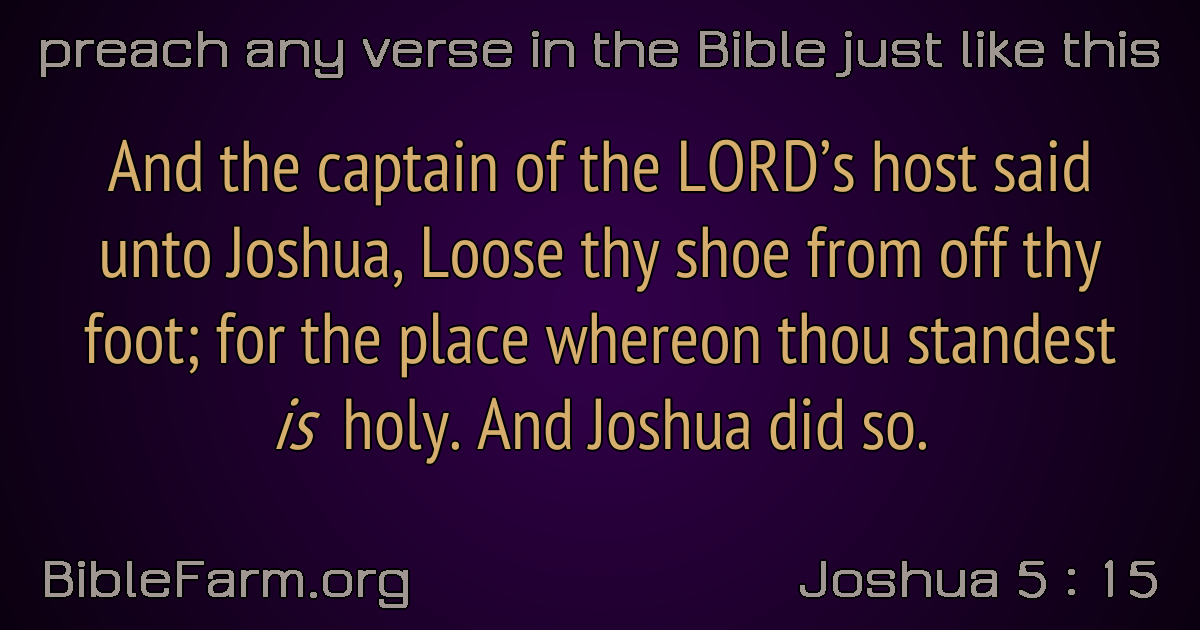 preach any verse in the Bible just like this
And the captain of the LORD’s host said
unto Joshua, Loose thy shoe from off thy
foot; for the place whereon thou standest
is holy. And Joshua did so.
BibleFarm.org
Joshua 5 : 15